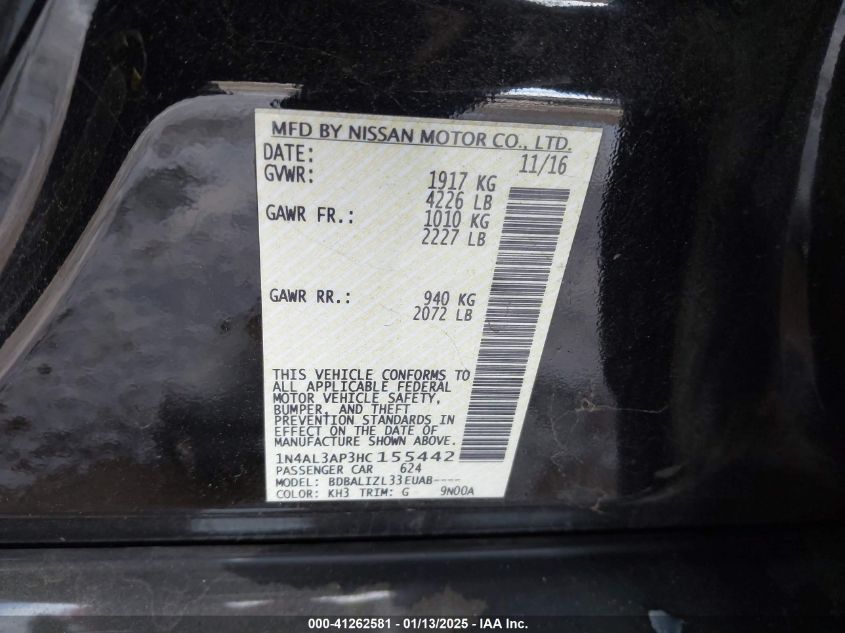 MFD BY NISSAN MOTOR CO., LTD.
DATE: 11/16
GVWR: 1917 KG
4226 LB
GAWR FR.: 1010 KG
2227 LB
GAWR RR.: 940 KG
2072 LB
THIS VEHICLE CONFORMS TO
ALL APPLICABLE FEDERAL
MOTOR VEHICLE SAFETY,
BUMPER, AND THEFT
PREVENTION STANDARDS IN
EFFECT ON THE DATE OF
MANUFACTURE SHOWN ABOVE.
1N4AL3AP3HC155442
PASSENGER CAR 624
MODEL: BDBALIZL33EUAB----
COLOR: KH3 TRIM: G 9N00A
000-41262581 - 01/13/2025 - IAA Inc.